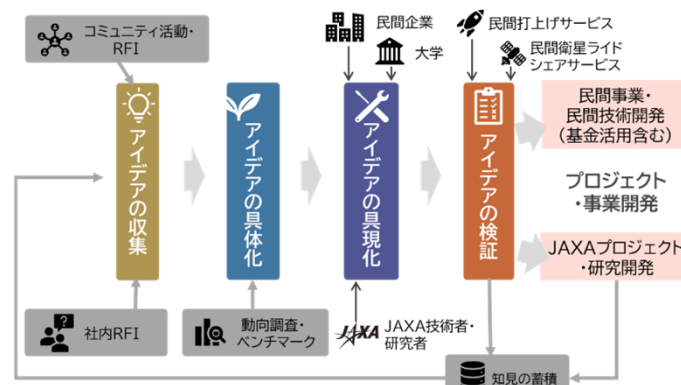 コミュニティ活動・
RFI
民間企業
大学
民間打上げサービス
民間衛星ライド
シェアサービス
アイデアの収集
アイデアの具体化
アイデアの具現化
アイデアの検証
民間事業・
民間技術開発
（基金活用含む）
プロジェクト
・事業開発
JAXAプロジェクト
・研究開発
社内RFI
動向調査・
ベンチマーク
JAXA
JAXA技術者・
研究者
知見の蓄積